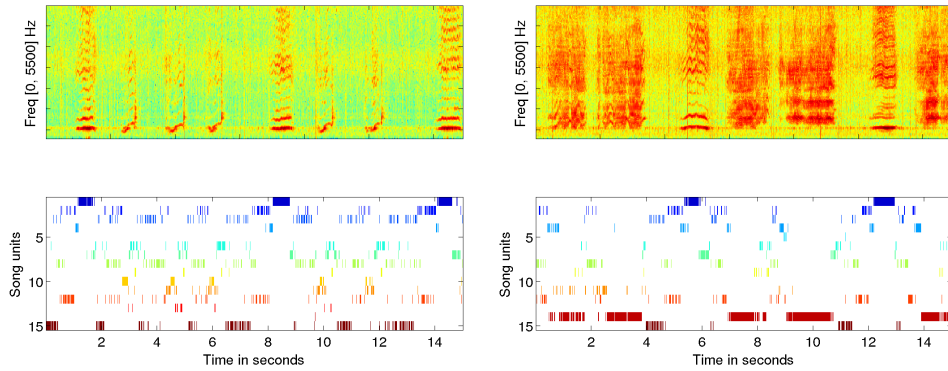 Freq [0, 5500] Hz
Freq [0, 5500] Hz
Song units
5
10
15
2 4 6 8 10 12 14
Time in seconds
Song units
5
10
15
2 4 6 8 10 12 14
Time in seconds